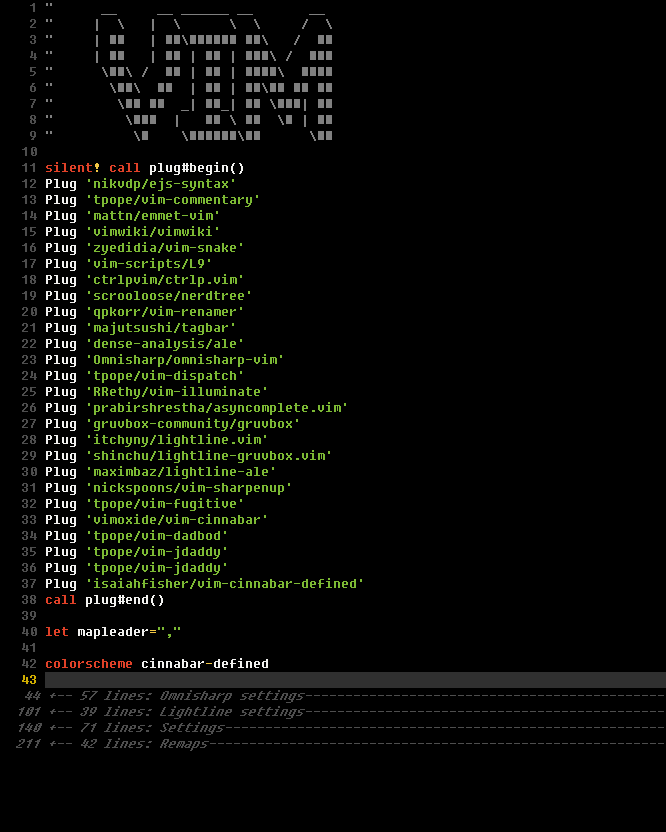 1 "      __     __ ______ __       __
2 "     |  \   |  \      \  \     /  \
3 "     | ██   | ██\██████ ██\   /  ██
4 "     | ██   | ██ | ██ | ███\ /  ███
5 "      \██\ /  ██ | ██ | ████\  ████
6 "       \██\  ██  | ██ | ██\██ ██ ██
7 "        \██ ██  _| ██_| ██ \███| ██
8 "         \███  |   ██ \ ██  \█ | ██
9 "          \█    \██████\██      \██
10
11 silent! call plug#begin()
12 Plug 'nikvdp/ejs-syntax'
13 Plug 'tpope/vim-commentary'
14 Plug 'mattn/emmet-vim'
15 Plug 'vimwiki/vimwiki'
16 Plug 'zyedidia/vim-snake'
17 Plug 'vim-scripts/L9'
18 Plug 'ctrlpvim/ctrlp.vim'
19 Plug 'scrooloose/nerdtree'
20 Plug 'qpkorr/vim-renamer'
21 Plug 'majutsushi/tagbar'
22 Plug 'dense-analysis/ale'
23 Plug 'Omnisharp/omnisharp-vim'
24 Plug 'tpope/vim-dispatch'
25 Plug 'RRethy/vim-illuminate'
26 Plug 'prabirshrestha/asyncomplete.vim'
27 Plug 'gruvbox-community/gruvbox'
28 Plug 'itchyny/lightline.vim'
29 Plug 'shinchu/lightline-gruvbox.vim'
30 Plug 'maximbaz/lightline-ale'
31 Plug 'nickspoons/vim-sharpenup'
32 Plug 'tpope/vim-fugitive'
33 Plug 'vimoxide/vim-cinnabar'
34 Plug 'tpope/vim-dadbod'
35 Plug 'tpope/vim-jdaddy'
36 Plug 'tpope/vim-jdaddy'
37 Plug 'isaiahfisher/vim-cinnabar-defined'
38 call plug#end()
39
40 let mapleader=","
41
42 colorscheme cinnabar-defined
43
44 +-- 57 lines: Omnisharp settings---------------------------------------------
101 +-- 39 lines: Lightline settings---------------------------------------------
140 +-- 71 lines: Settings-------------------------------------------------------
211 +-- 42 lines: Remaps---------------------------------------------------------